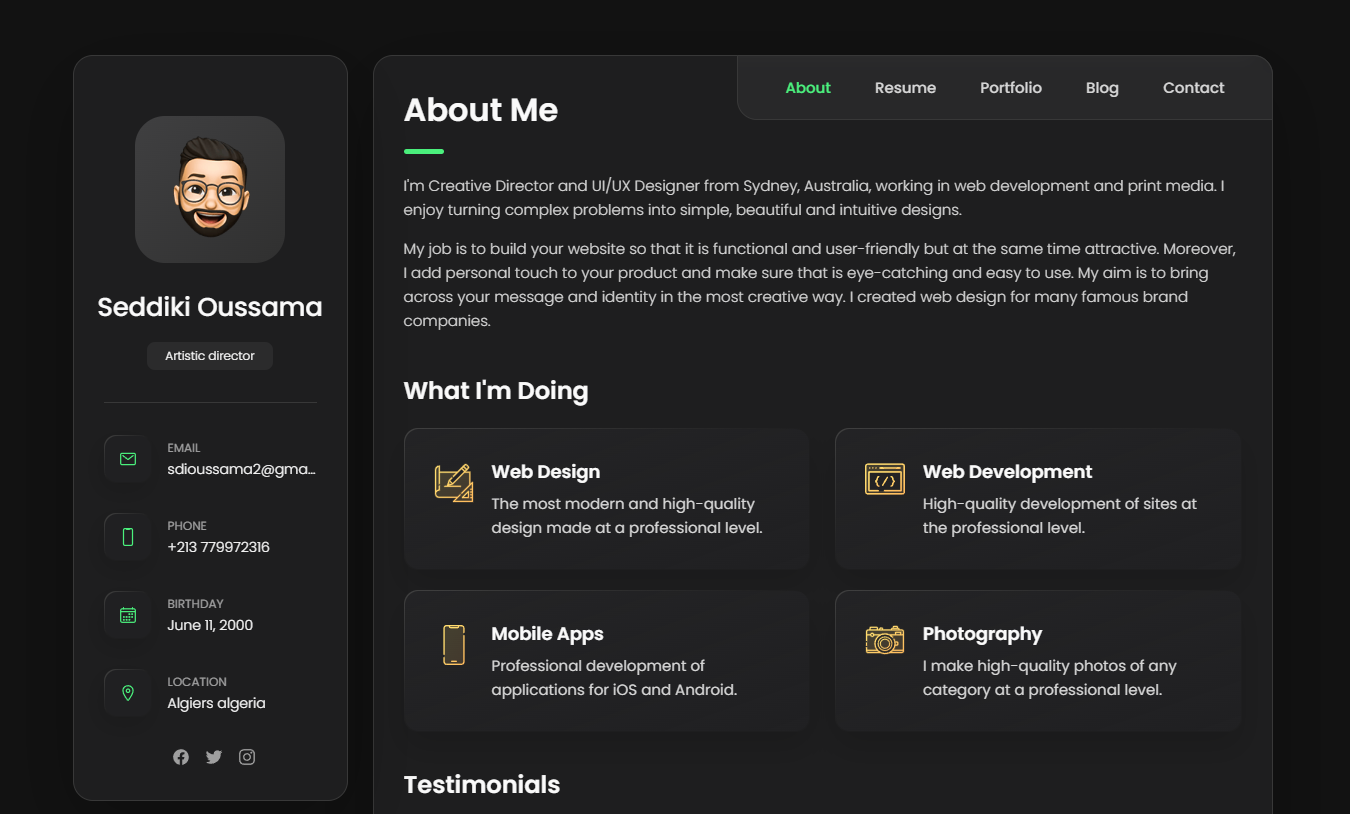 Seddiki Oussama
Artistic director
EMAIL
sdioussama2@gma...
PHONE
+213 779972316
BIRTHDAY
June 11, 2000
LOCATION
Algiers algeria
About
Resume
Portfolio
Blog
Contact
About Me
I'm Creative Director and UI/UX Designer from Sydney, Australia, working in web development and print media. I
enjoy turning complex problems into simple, beautiful and intuitive designs.
My job is to build your website so that it is functional and user-friendly but at the same time attractive. Moreover,
I add personal touch to your product and make sure that is eye-catching and easy to use. My aim is to bring
across your message and identity in the most creative way. I created web design for many famous brand
companies.
What I'm Doing
Web Design
The most modern and high-quality
design made at a professional level.
Web Development
High-quality development of sites at
the professional level.
Mobile Apps
Professional development of
applications for iOS and Android.
Photography
I make high-quality photos of any
category at a professional level.
Testimonials